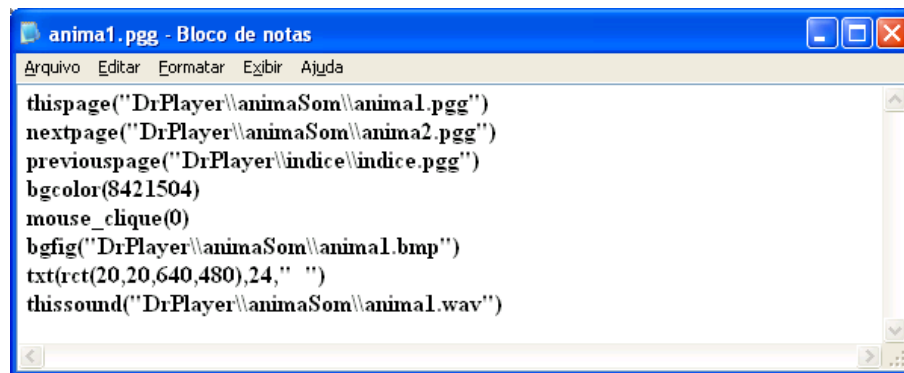 anima1.pgg - Bloco de notas
Arquivo Editar Formatar Exibir Ajuda
thispage("DrPlayer\\animaSom\\anima1.pgg")
nextpage("DrPlayer\\animaSom\\anima2.pgg")
previouspage("DrPlayer\\indice\\indice.pgg")
bgcolor(8421504)
mouse_clique(0)
bgfig("DrPlayer\\animaSom\\anima1.bmp")
txt(rct(20,20,640,480),24,"  ")
thissound("DrPlayer\\animaSom\\anima1.wav")